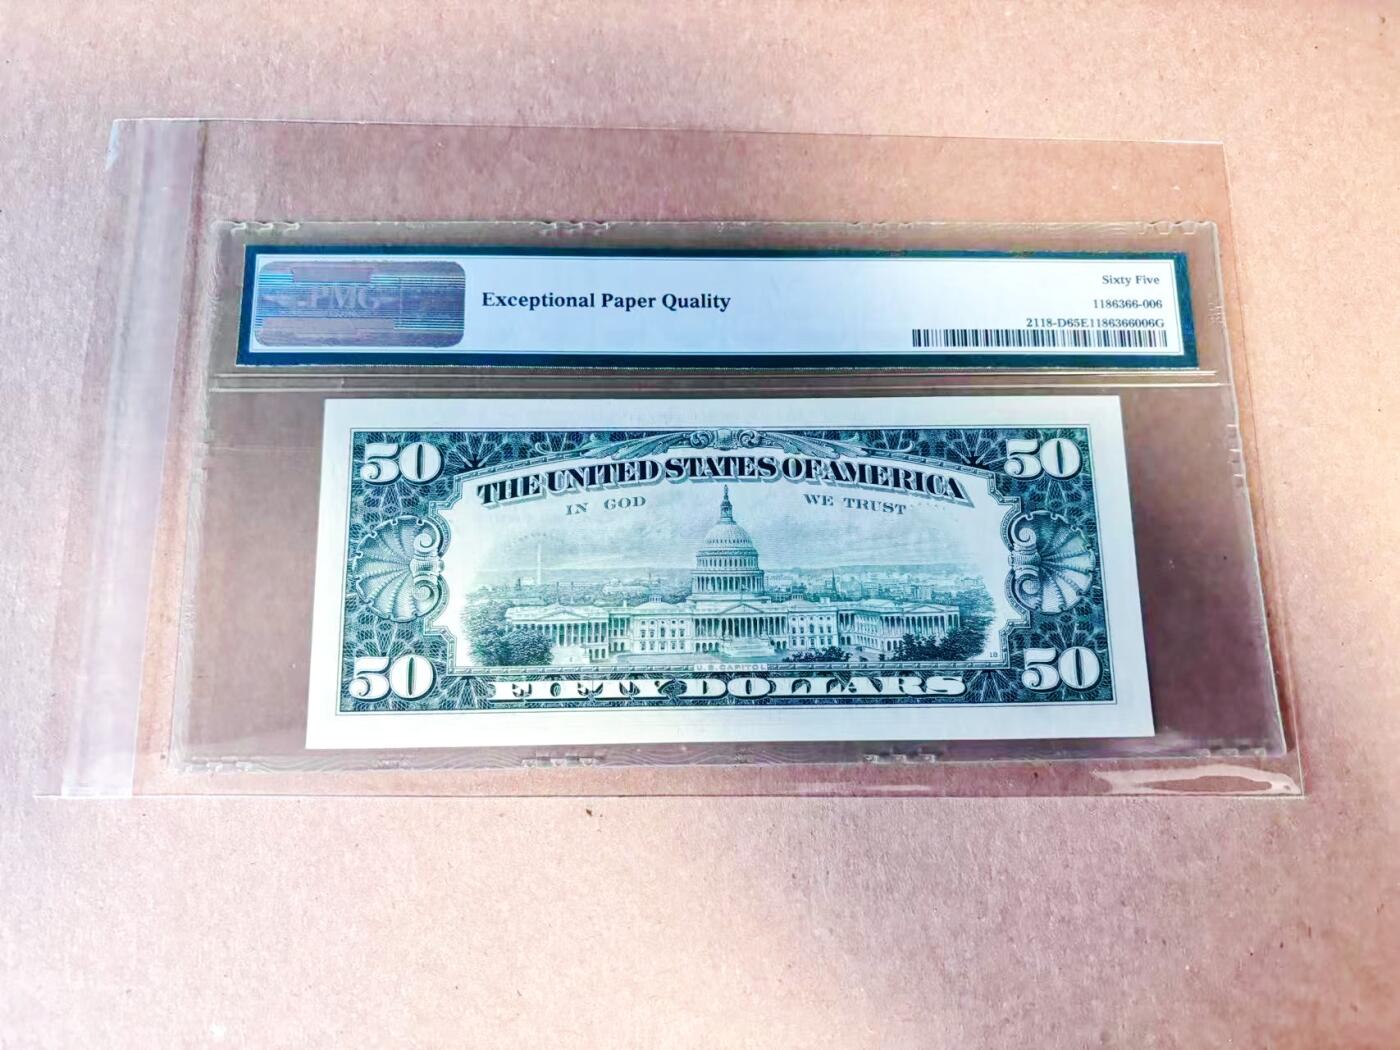 PMG
Exceptional Paper Quality
Sixty Five
1186366-006
2118-D65E1186366006G
50 50
THE UNITED STATES OF AMERICA
IN GOD WE TRUST
18
U.S. CAPITOL
50 50
FIFTY DOLLARS